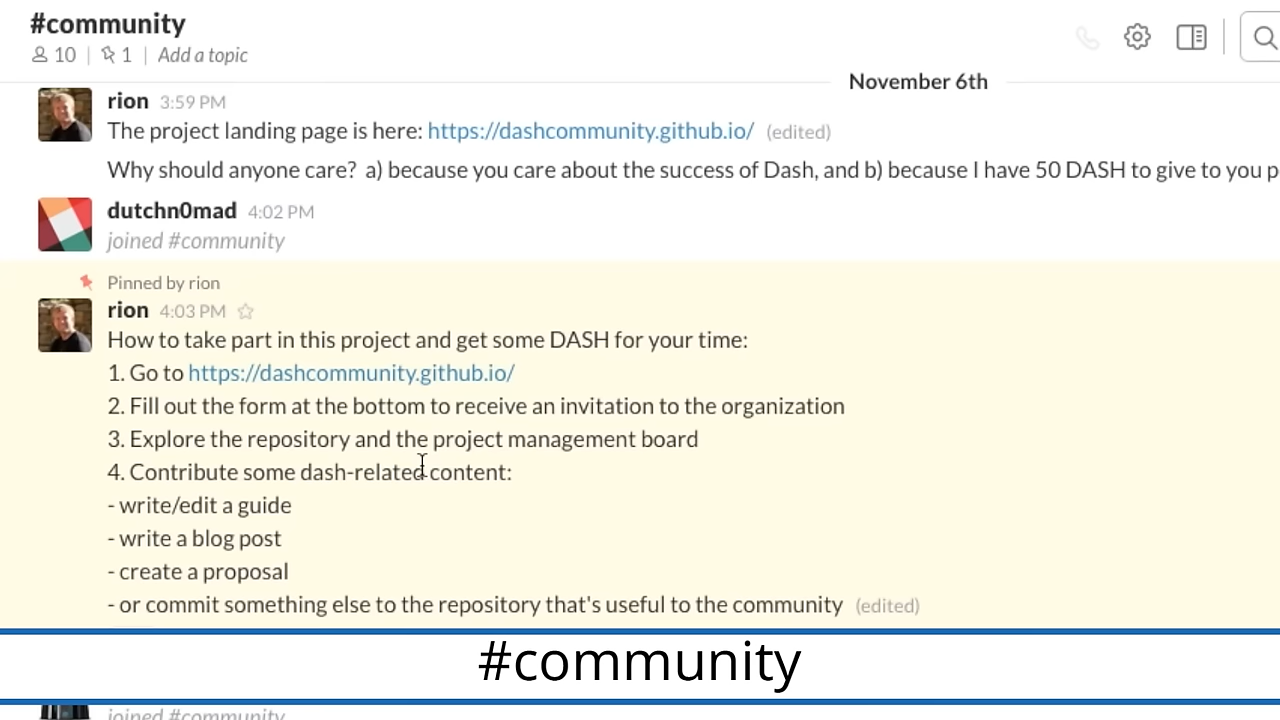 #community
10 | 1 | Add a topic
November 6th
rion 3:59 PM
The project landing page is here: https://dashcommunity.github.io/ (edited)
Why should anyone care? a) because you care about the success of Dash, and b) because I have 50 DASH to give to you p
dutchn0mad 4:02 PM
joined #community
Pinned by rion
rion 4:03 PM
How to take part in this project and get some DASH for your time:
1. Go to https://dashcommunity.github.io/
2. Fill out the form at the bottom to receive an invitation to the organization
3. Explore the repository and the project management board
4. Contribute some dash-related content:
- write/edit a guide
- write a blog post
- create a proposal
- or commit something else to the repository that's useful to the community (edited)
#community
joined #community